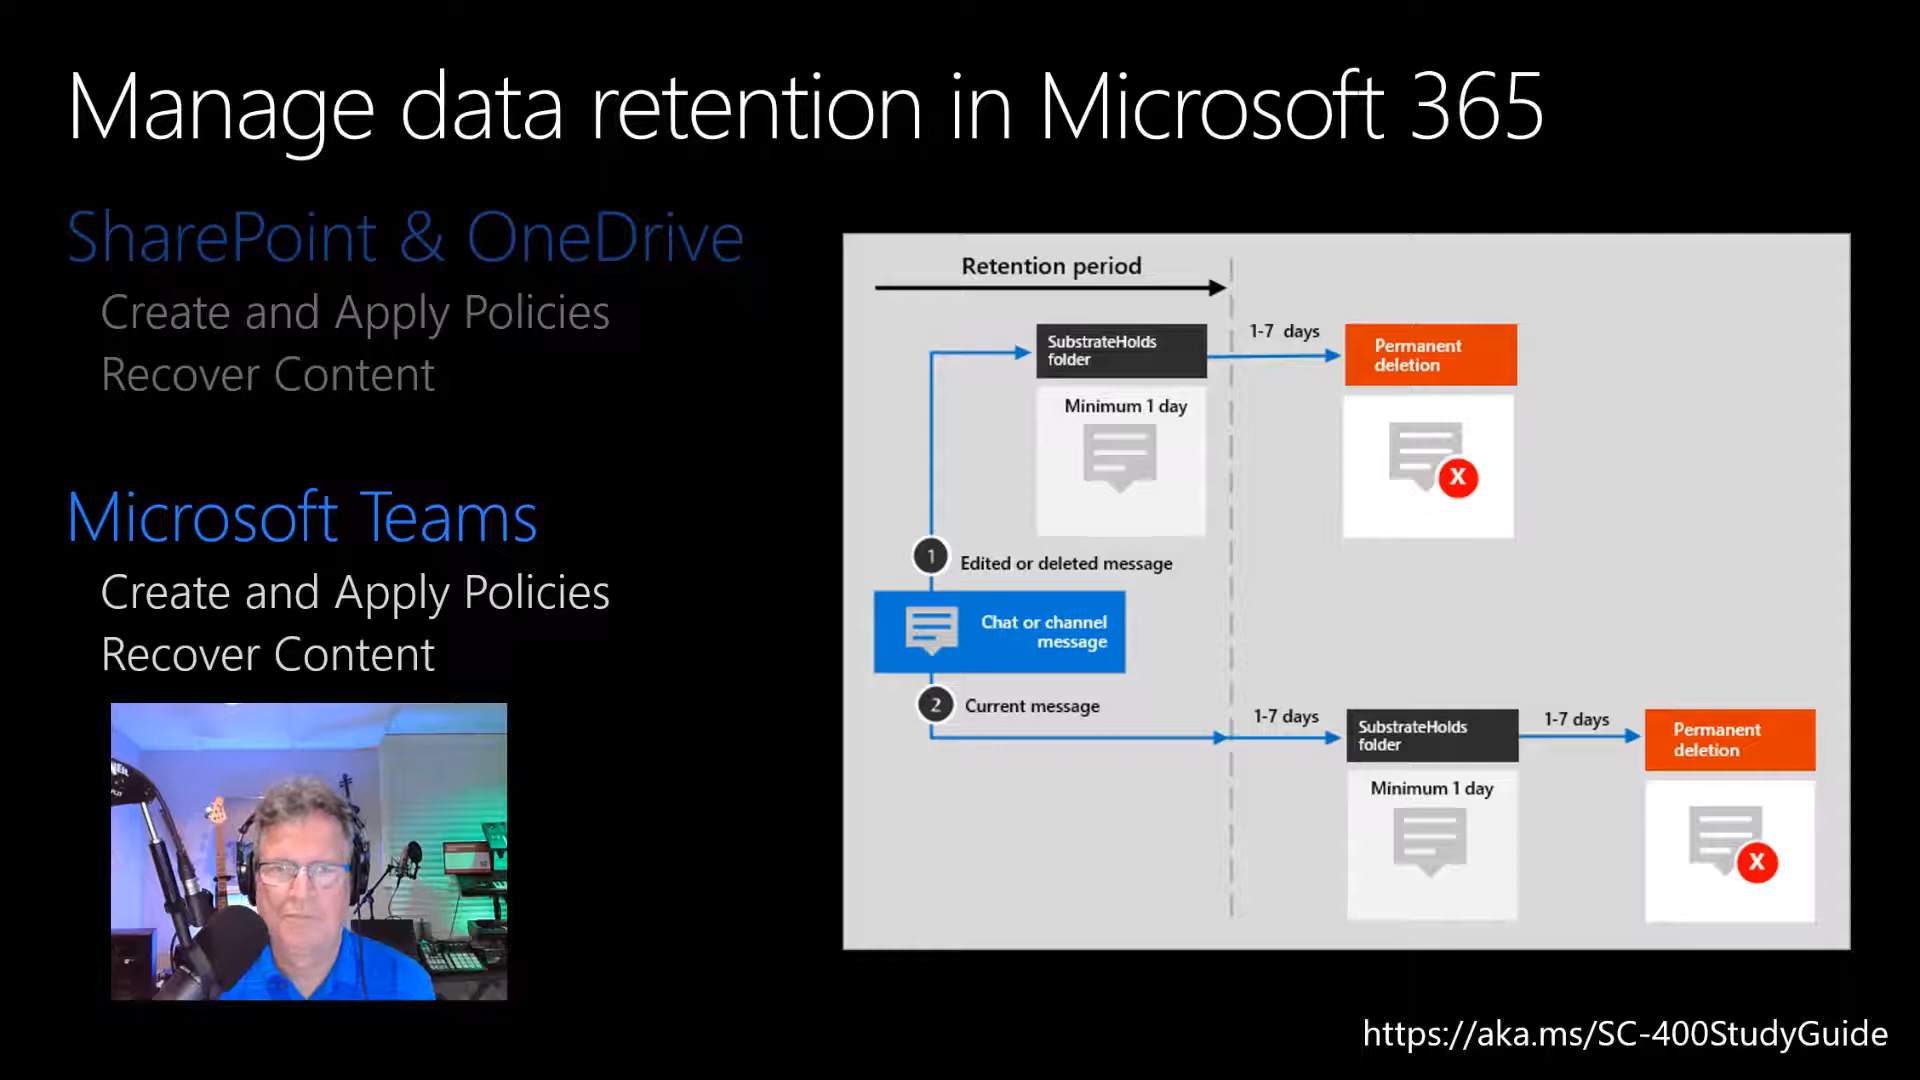 Manage data retention in Microsoft 365
SharePoint & OneDrive
Create and Apply Policies
Recover Content
Microsoft Teams
Create and Apply Policies
Recover Content
Retention period
SubstrateHolds
folder
1-7 days
Permanent
deletion
Minimum 1 day
X
1
Edited or deleted message
Chat or channel
message
2
Current message
1-7 days
SubstrateHolds
folder
1-7 days
Permanent
deletion
Minimum 1 day
X
https://aka.ms/SC-400StudyGuide